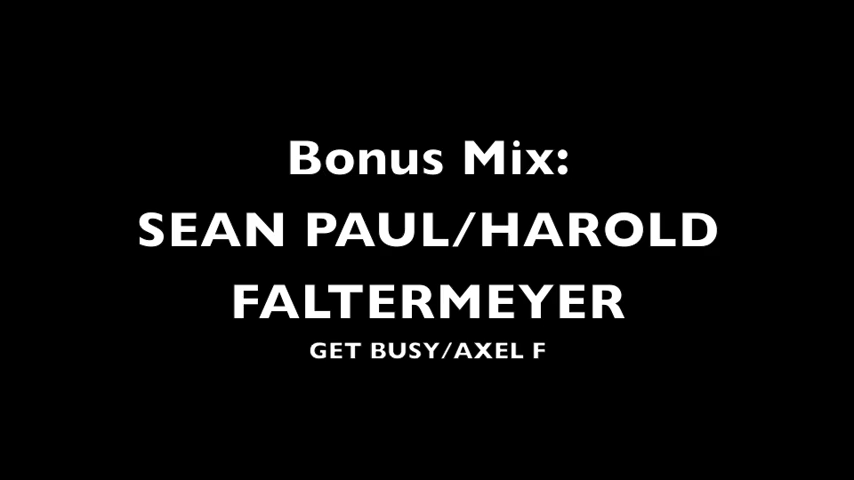 Bonus Mix:
SEAN PAUL/HAROLD
FALTERMEYER
GET BUSY/AXEL F